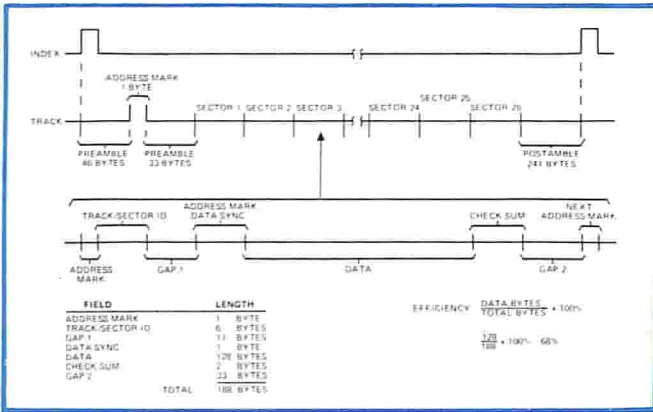 INDEX
ADDRESS MARK
1 BYTE
SECTOR 1 SECTOR 2 SECTOR 3 SECTOR 24 SECTOR 25 SECTOR 26
TRACK
PREAMBLE
46 BYTES
PREAMBLE
33 BYTES
POSTAMBLE
241 BYTES
TRACK/SECTOR ID
ADDRESS MARK
DATA SYNC
CHECK SUM
NEXT
ADDRESS MARK
ADDRESS
MARK
GAP 1
DATA
GAP 2
FIELD LENGTH
ADDRESS MARK 1 BYTE
TRACK/SECTOR ID 6 BYTES
GAP 1 17 BYTES
DATA SYNC 1 BYTE
DATA 128 BYTES
CHECK SUM 2 BYTES
GAP 2 33 BYTES
TOTAL 188 BYTES
EFFICIENCY DATA BYTES
TOTAL BYTES • 100%
128
188 • 100% 68%